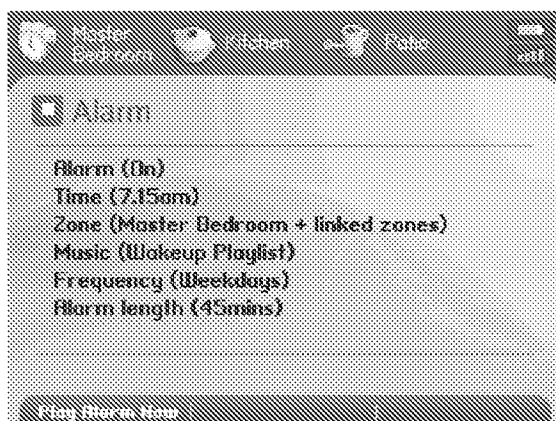 Master
Bedroom
Kitchen
Patio
Alarm
Alarm (On)
Time (7.15am)
Zone (Master Bedroom + linked zones)
Music (Wakeup Playlist)
Frequency (Weekdays)
Alarm length (45mins)
Play Alarm Now